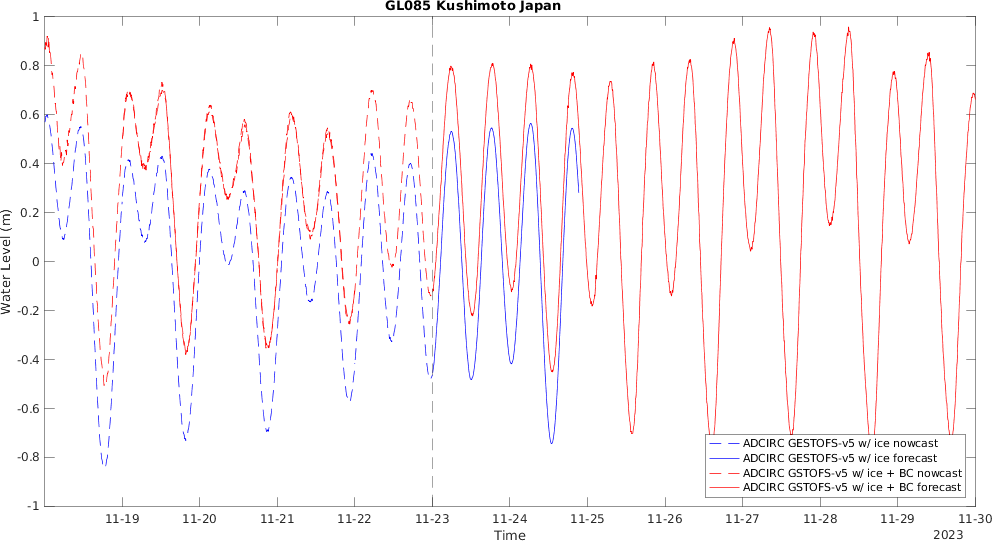 GL085 Kushimoto Japan
1
0.8
0.6
0.4
0.2
0
-0.2
-0.4
-0.6
-0.8
-1
Water Level (m)
ADCIRC GESTOFS-v5 w/ ice nowcast
ADCIRC GESTOFS-v5 w/ ice forecast
ADCIRC GSTOFS-v5 w/ ice + BC nowcast
ADCIRC GSTOFS-v5 w/ ice + BC forecast
11-19 11-20 11-21 11-22 11-23 11-24 11-25 11-26 11-27 11-28 11-29 11-30
Time
2023